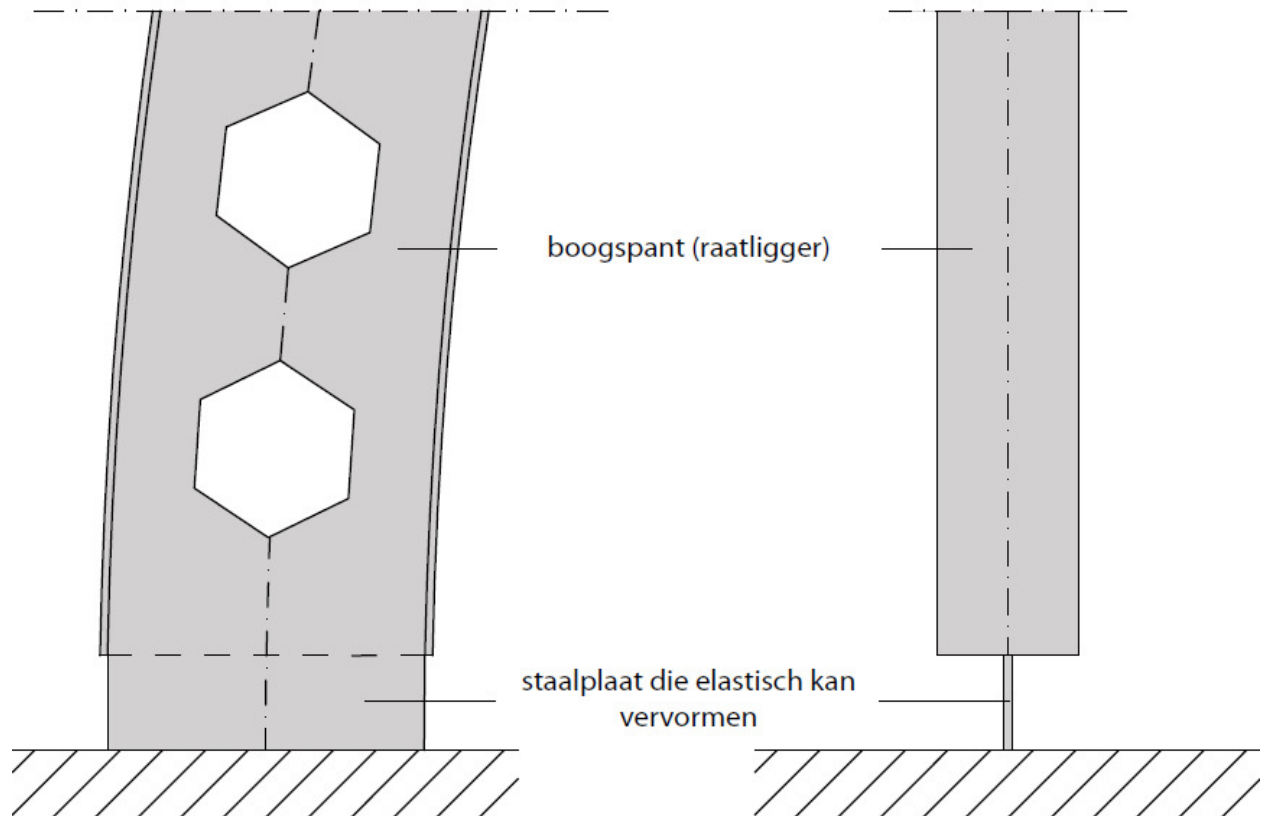 boogspant (raatligger)
staalplaat die elastisch kan
vervormen